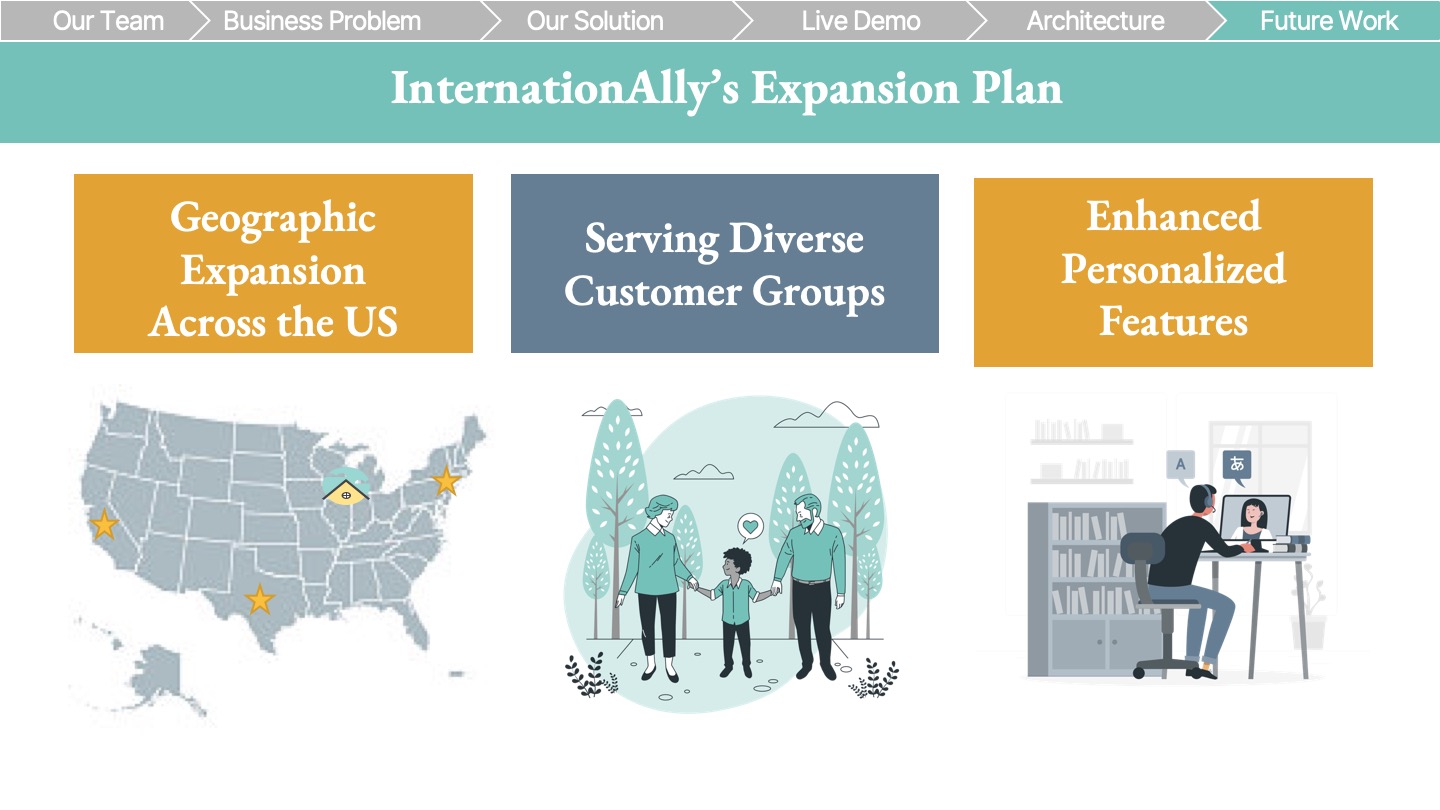 Our Team
Business Problem
Our Solution
Live Demo
Architecture
Future Work
InternationAlly’s Expansion Plan
Geographic
Expansion
Across the US
Serving Diverse
Customer Groups
Enhanced
Personalized
Features
A
あ